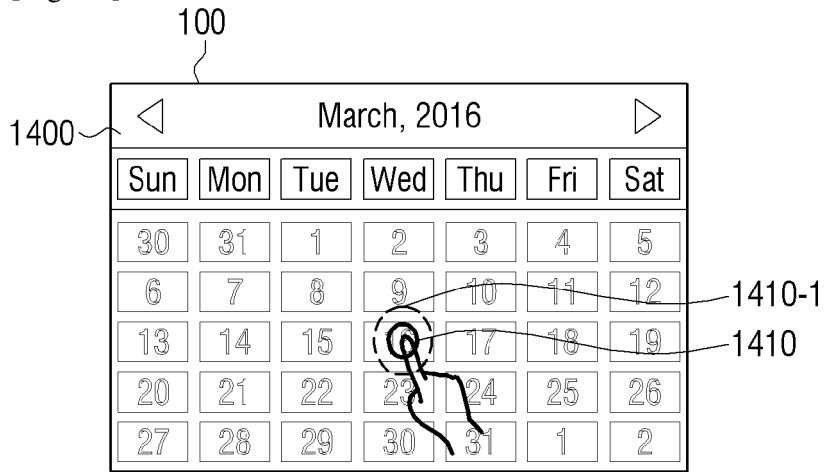 100
March, 2016
1400
Sun Mon Tue Wed Thu Fri Sat
30 31 1 2 3 4 5
6 7 8 9 10 11 12
1410-1
13 14 15 17 18 19
1410
20 21 22 23 24 25 26
27 28 29 30 31 1 2